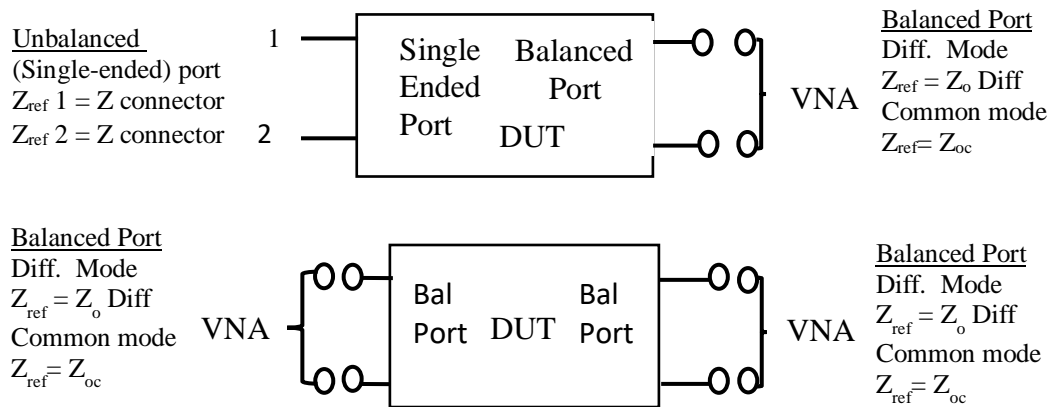 Unbalanced
(Single-ended) port
Zref 1 = Z connector
Zref 2 = Z connector
1
2
Single
Ended
Port
Balanced
Port
DUT
VNA
Balanced Port
Diff. Mode
Zref = Zo Diff
Common mode
Zref= Zoc
Balanced Port
Diff. Mode
Zref = Zo Diff
Common mode
Zref= Zoc
VNA
Bal
Port
DUT
Bal
Port
VNA
Balanced Port
Diff. Mode
Zref = Zo Diff
Common mode
Zref= Zoc